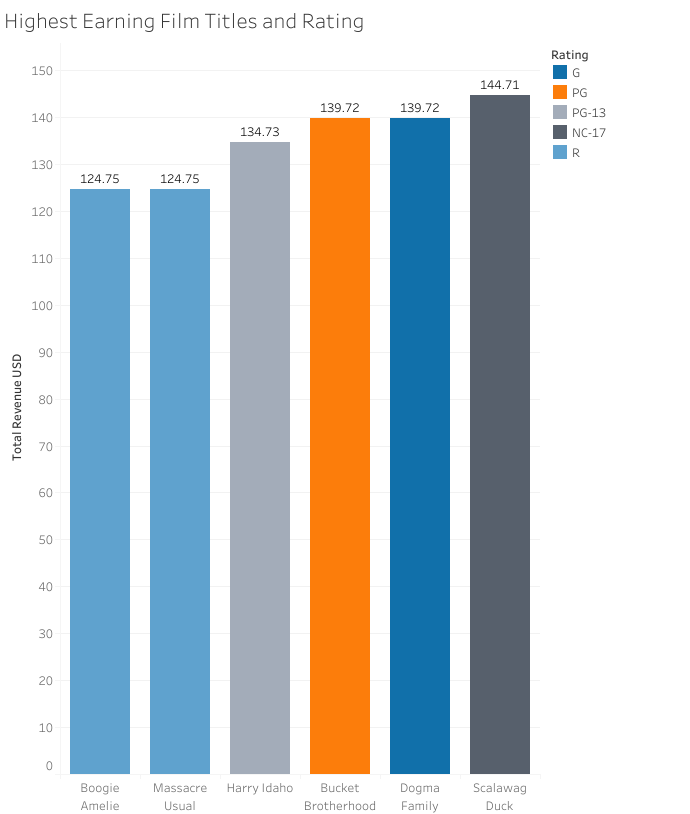 Highest Earning Film Titles and Rating
Rating
G
PG
PG-13
NC-17
R
Total Revenue USD
150
140
130
120
110
100
90
80
70
60
50
40
30
20
10
0
124.75
124.75
134.73
139.72
139.72
144.71
Boogie
Amelie
Massacre
Usual
Harry Idaho
Bucket
Brotherhood
Dogma
Family
Scalawag
Duck